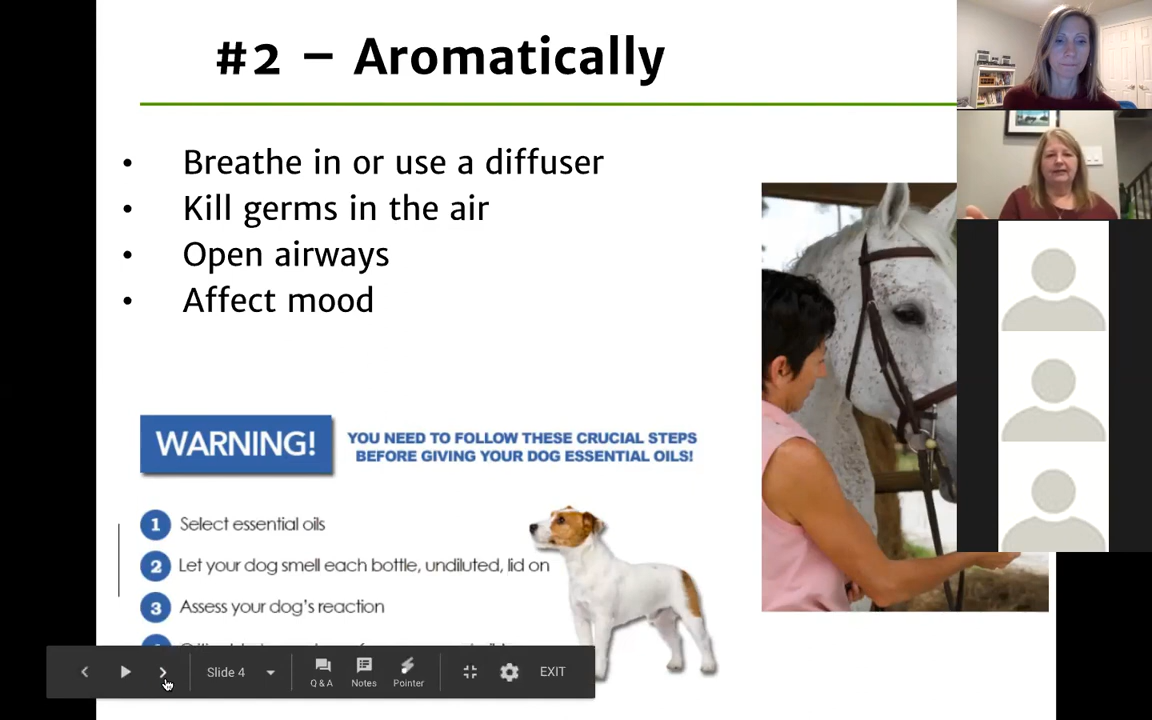 #2 – Aromatically
• Breathe in or use a diffuser
• Kill germs in the air
• Open airways
• Affect mood
WARNING!
YOU NEED TO FOLLOW THESE CRUCIAL STEPS
BEFORE GIVING YOUR DOG ESSENTIAL OILS!
1 Select essential oils
2 Let your dog smell each bottle, undiluted, lid on
3 Assess your dog's reaction
Slide 4
Q & A
Notes
Pointer
EXIT